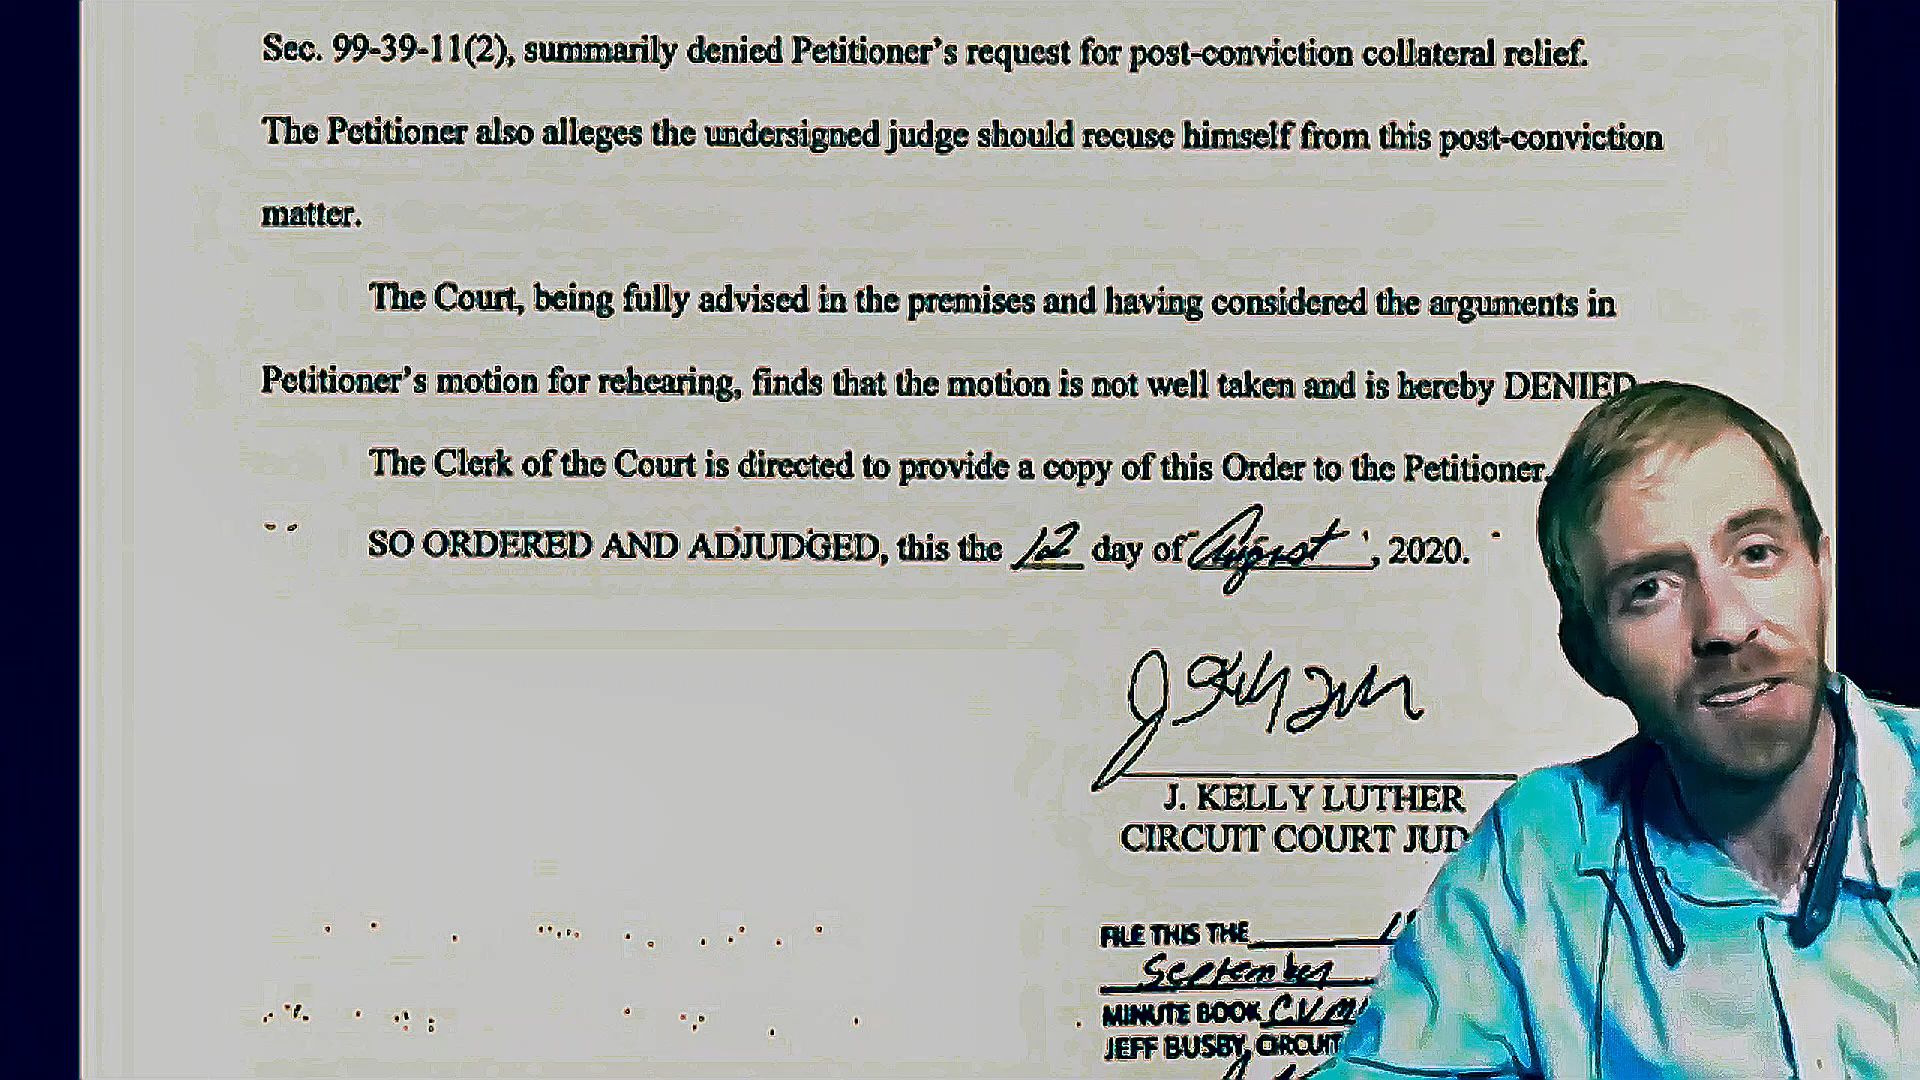 Sec. 99-39-11(2), summarily denied Petitioner's request for post-conviction collateral relief.
The Petitioner also alleges the undersigned judge should recuse himself from this post-conviction
matter.
The Court, being fully advised in the premises and having considered the arguments in
Petitioner's motion for rehearing, finds that the motion is not well taken and is hereby DENIED
The Clerk of the Court is directed to provide a copy of this Order to the Petitioner.
SO ORDERED AND ADJUDGED, this the 12 day of August, 2020.
J. KELLY LUTHER
CIRCUIT COURT JUD
FILE THIS THE
September
MINUTE BOOK CV
JEFF BUSBY, CIRCUIT